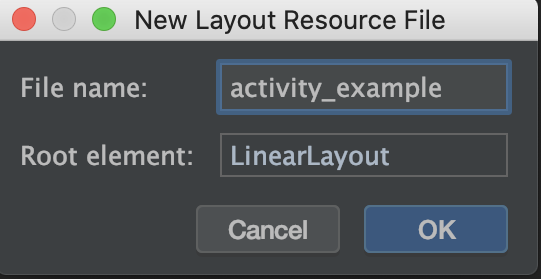 New Layout Resource File
File name: activity_example
Root element: LinearLayout
Cancel OK